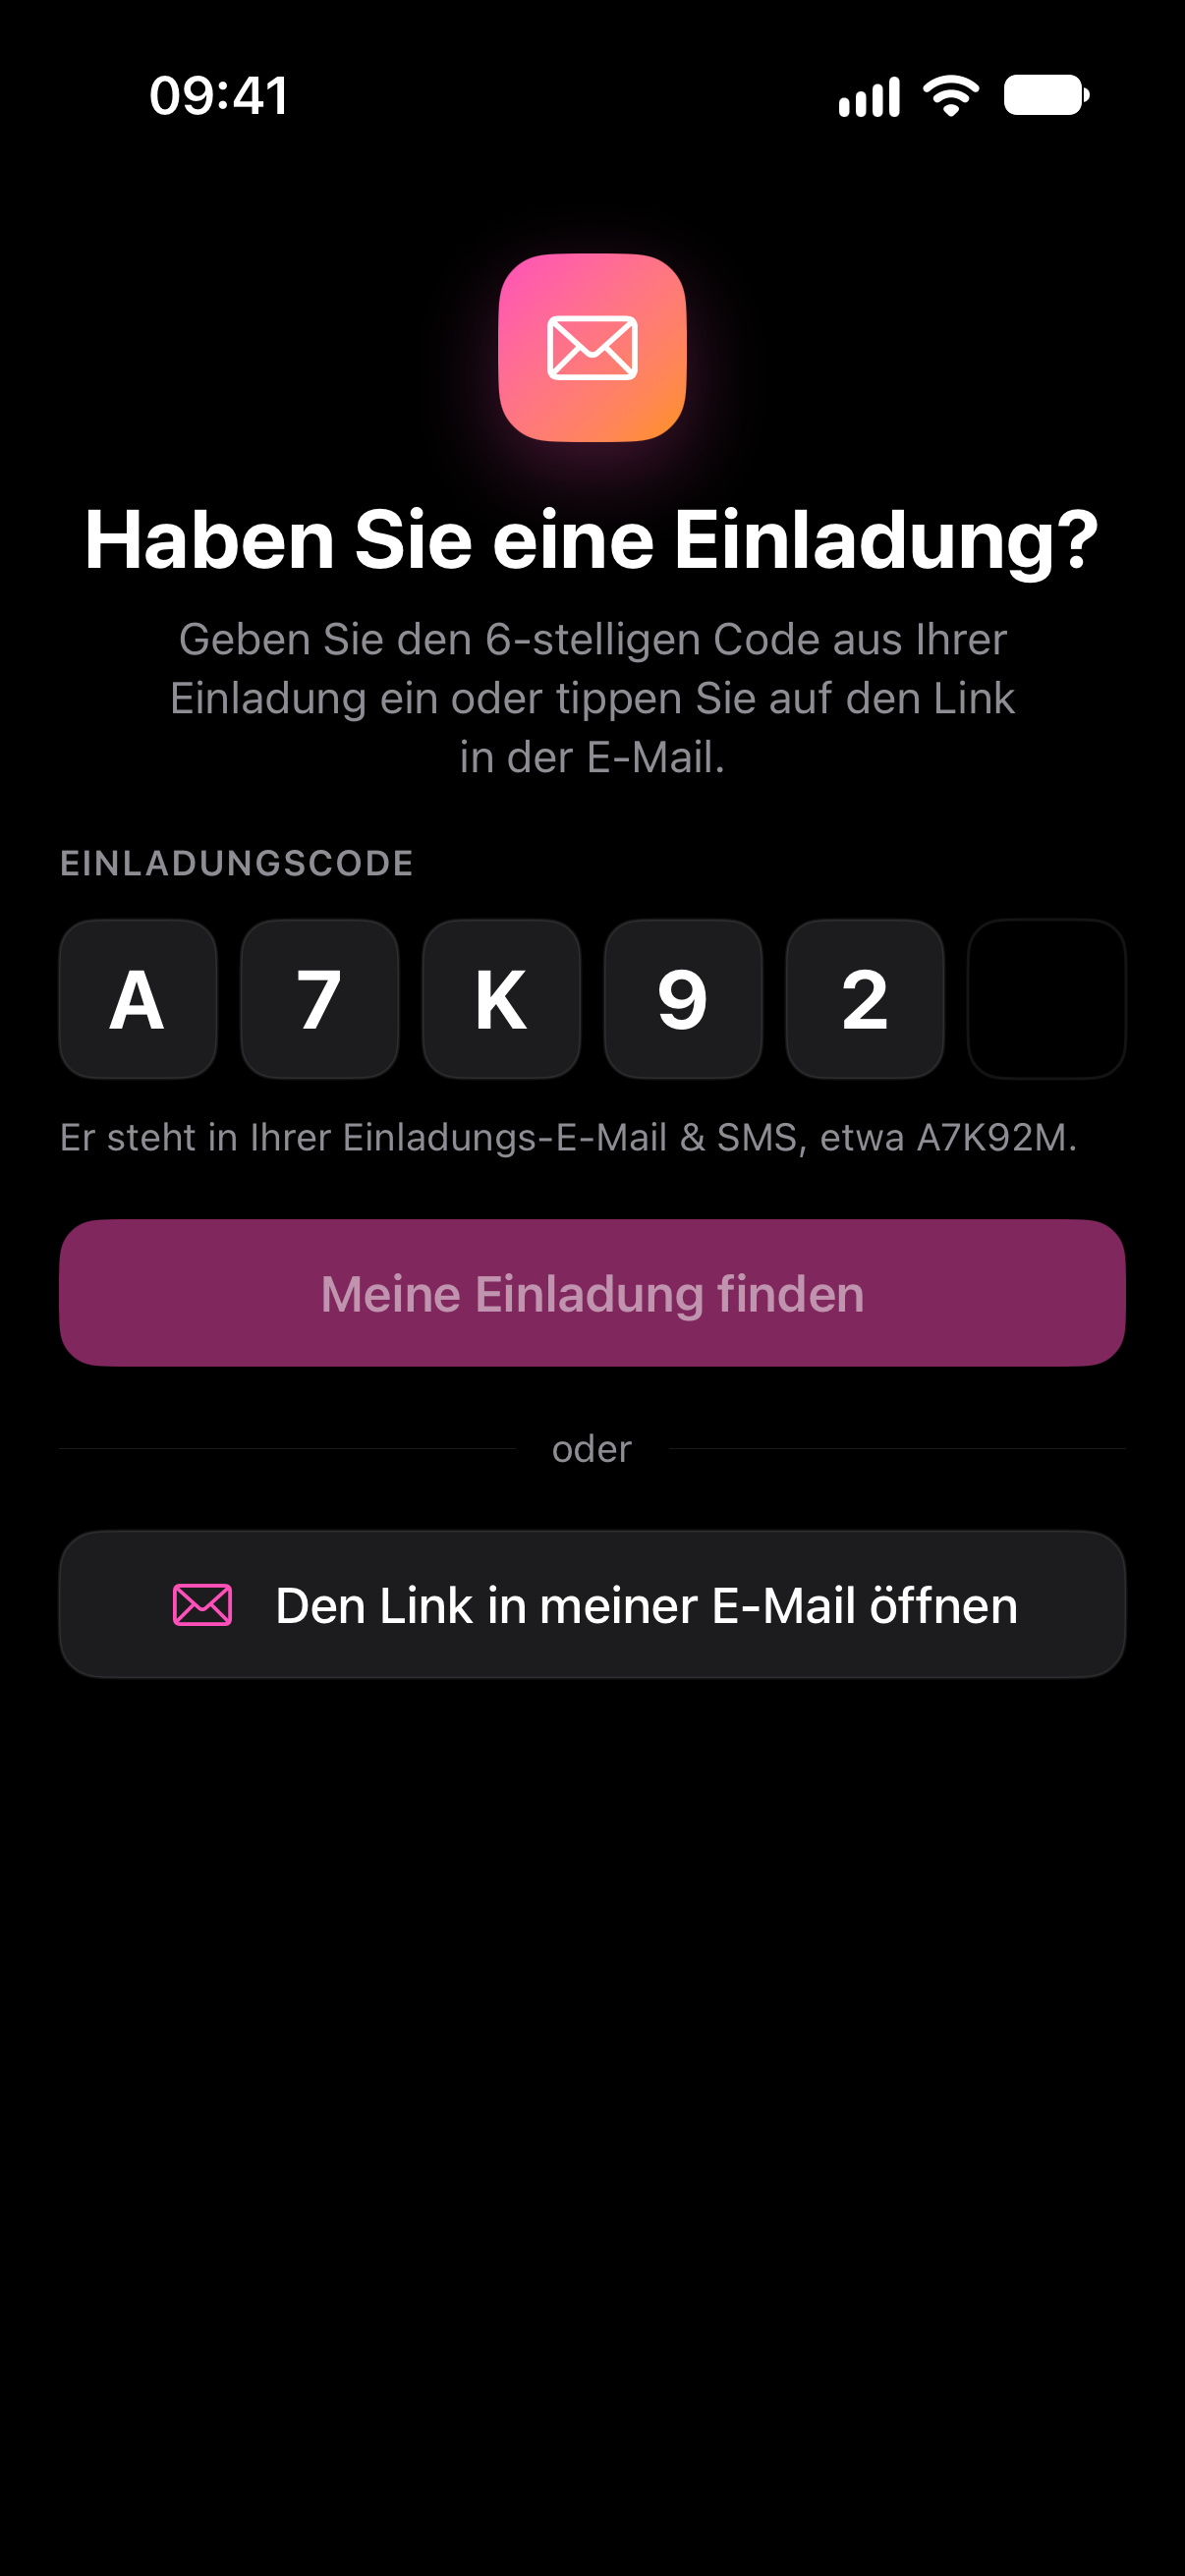 09:41
Haben Sie eine Einladung?
Geben Sie den 6-stelligen Code aus Ihrer
Einladung ein oder tippen Sie auf den Link
in der E-Mail.
EINLADUNGSCODE
A 7 K 9 2
Er steht in Ihrer Einladungs-E-Mail & SMS, etwa A7K92M.
Meine Einladung finden
oder
Den Link in meiner E-Mail öffnen